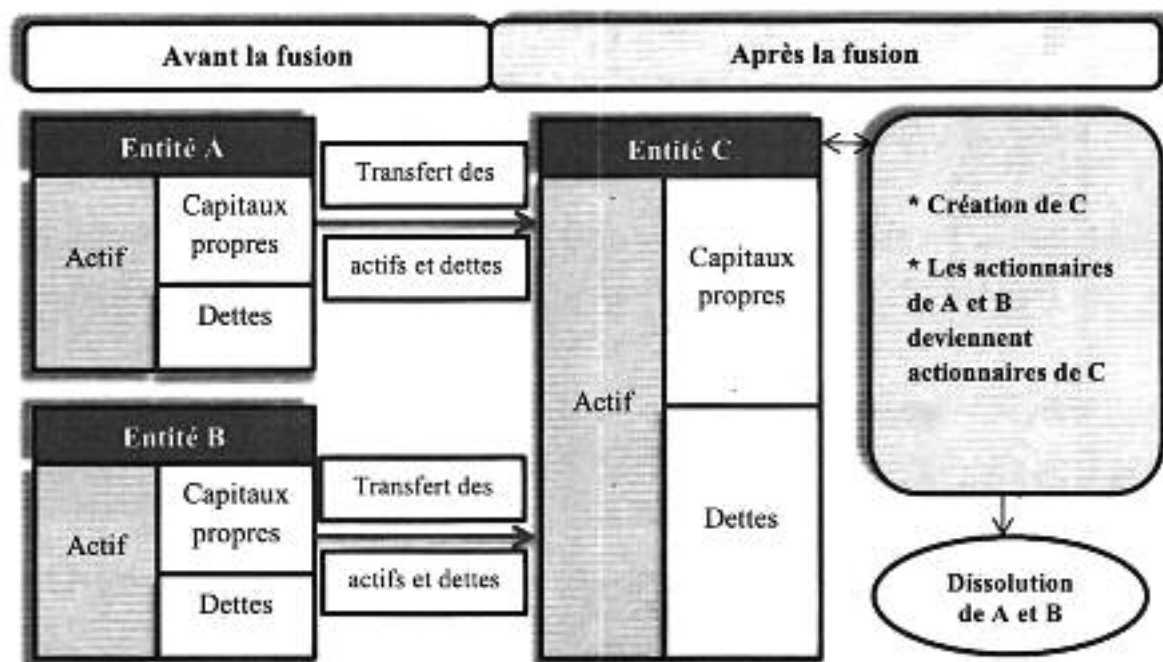 Avant la fusion
Après la fusion
Entité A
Actif
Capitaux
propres
Dettes
Transfert des
actifs et dettes
Entité B
Actif
Capitaux
propres
Dettes
Transfert des
actifs et dettes
Entité C
Actif
Capitaux
propres
Dettes
* Création de C
* Les actionnaires
de A et B
deviennent
actionnaires de C
Dissolution
de A et B